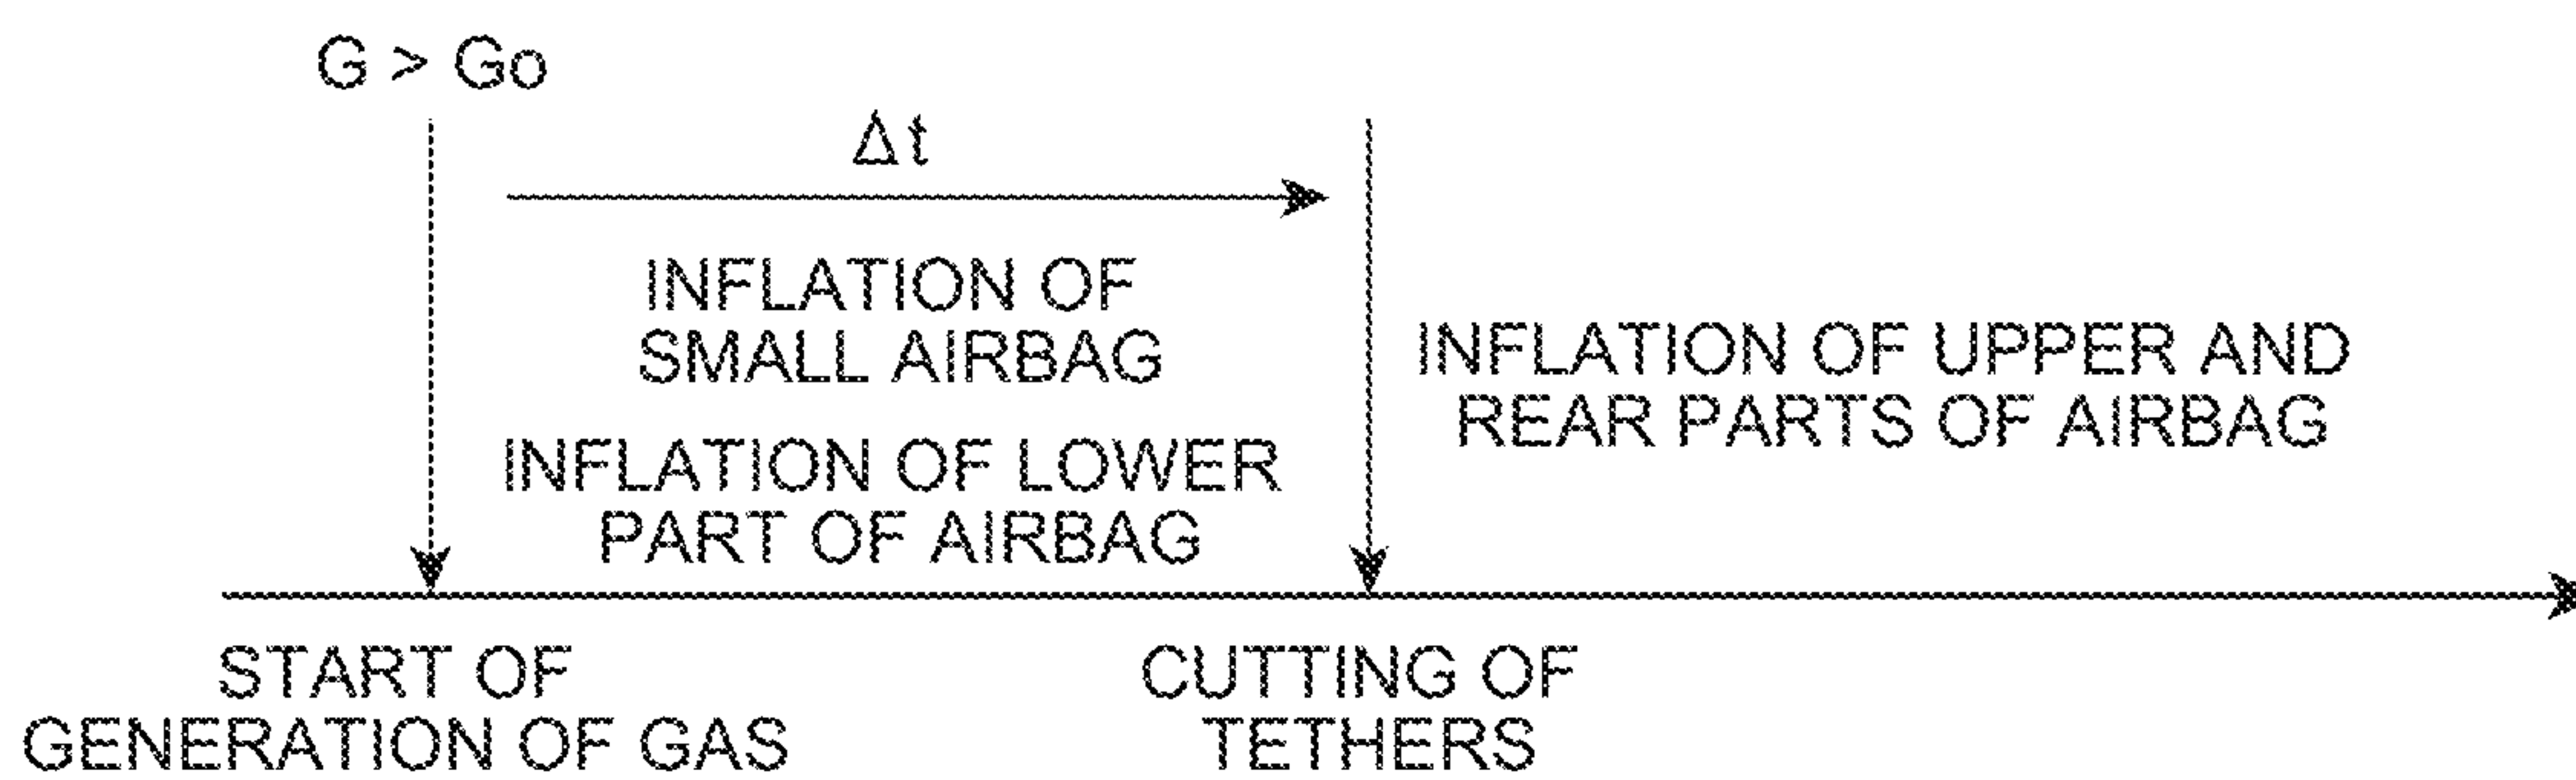 G > Go
Δt
INFLATION OF
SMALL AIRBAG
INFLATION OF LOWER
PART OF AIRBAG
INFLATION OF UPPER AND
REAR PARTS OF AIRBAG
START OF
GENERATION OF GAS
CUTTING OF
TETHERS